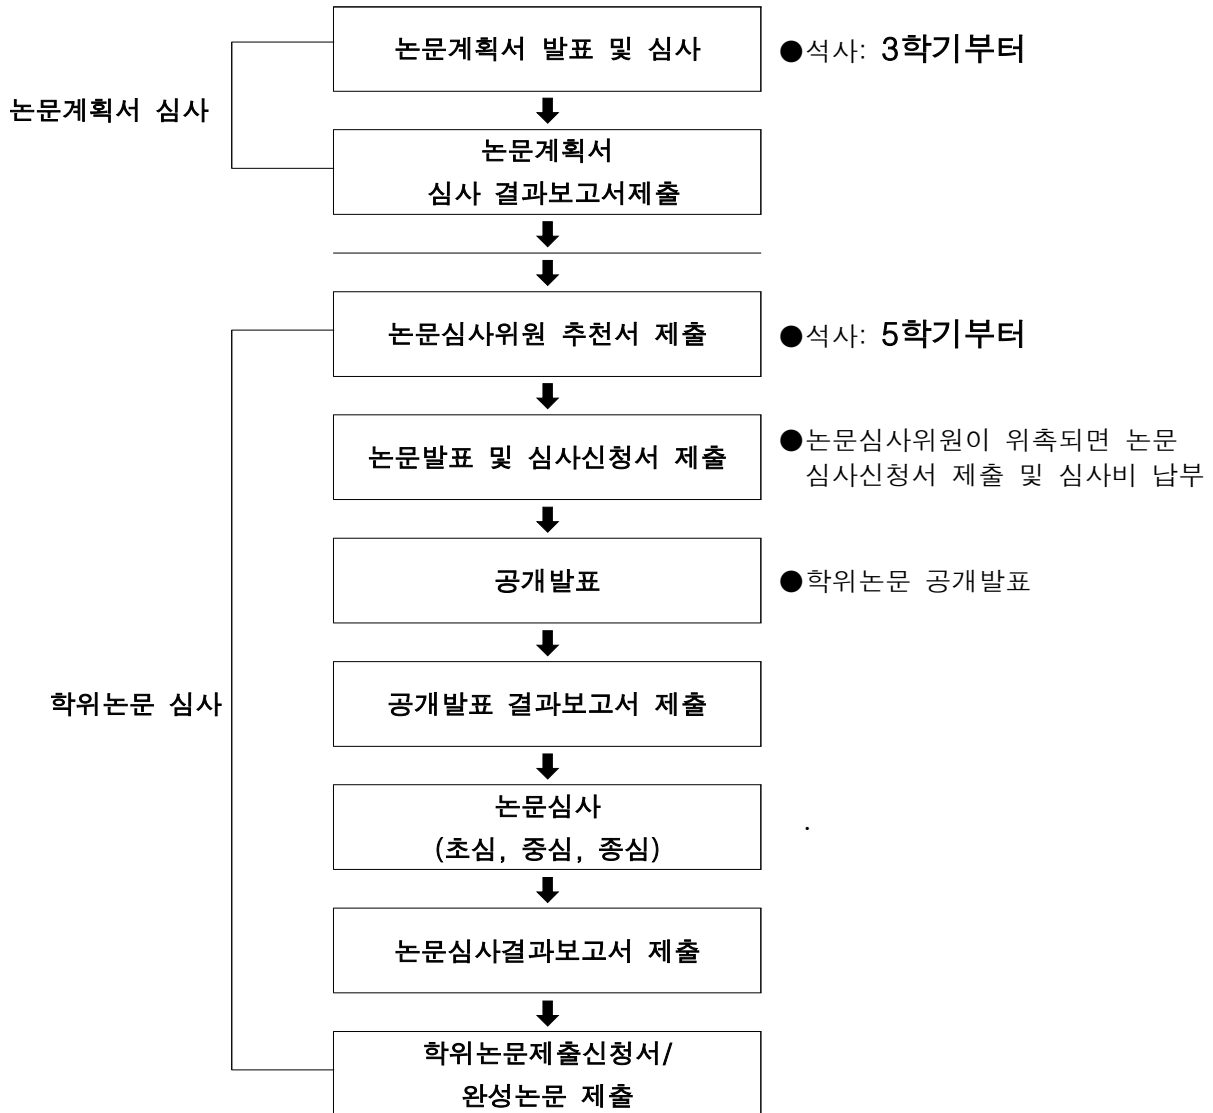 논문계획서 발표 및 심사
●석사: 3학기부터
논문계획서 심사
논문계획서
심사 결과보고서제출
논문심사위원 추천서 제출
●석사: 5학기부터
논문발표 및 심사신청서 제출
●논문심사위원이 위촉되면 논문
심사신청서 제출 및 심사비 납부
공개발표
●학위논문 공개발표
학위논문 심사
공개발표 결과보고서 제출
논문심사
(초심, 중심, 종심)
.
논문심사결과보고서 제출
학위논문제출신청서/
완성논문 제출